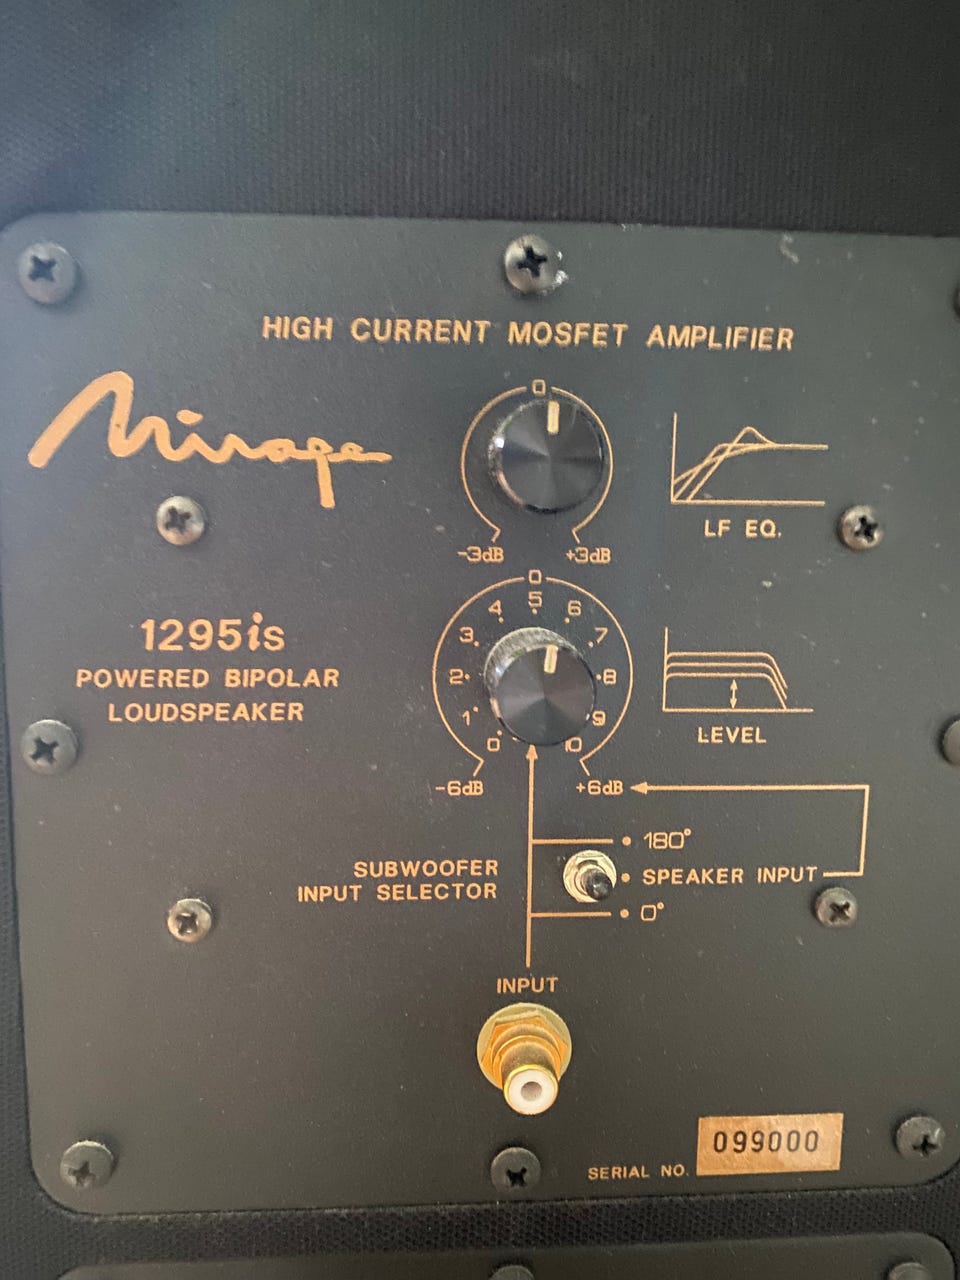 HIGH CURRENT MOSFET AMPLIFIER
Mirage
0
-3dB +3dB
LF EQ.
1295is
POWERED BIPOLAR
LOUDSPEAKER
0
0 1 2 3 4 5 6 7 8 9 10
-6dB +6dB
LEVEL
180°
SUBWOOFER
INPUT SELECTOR
SPEAKER INPUT
0°
INPUT
SERIAL NO. 099000